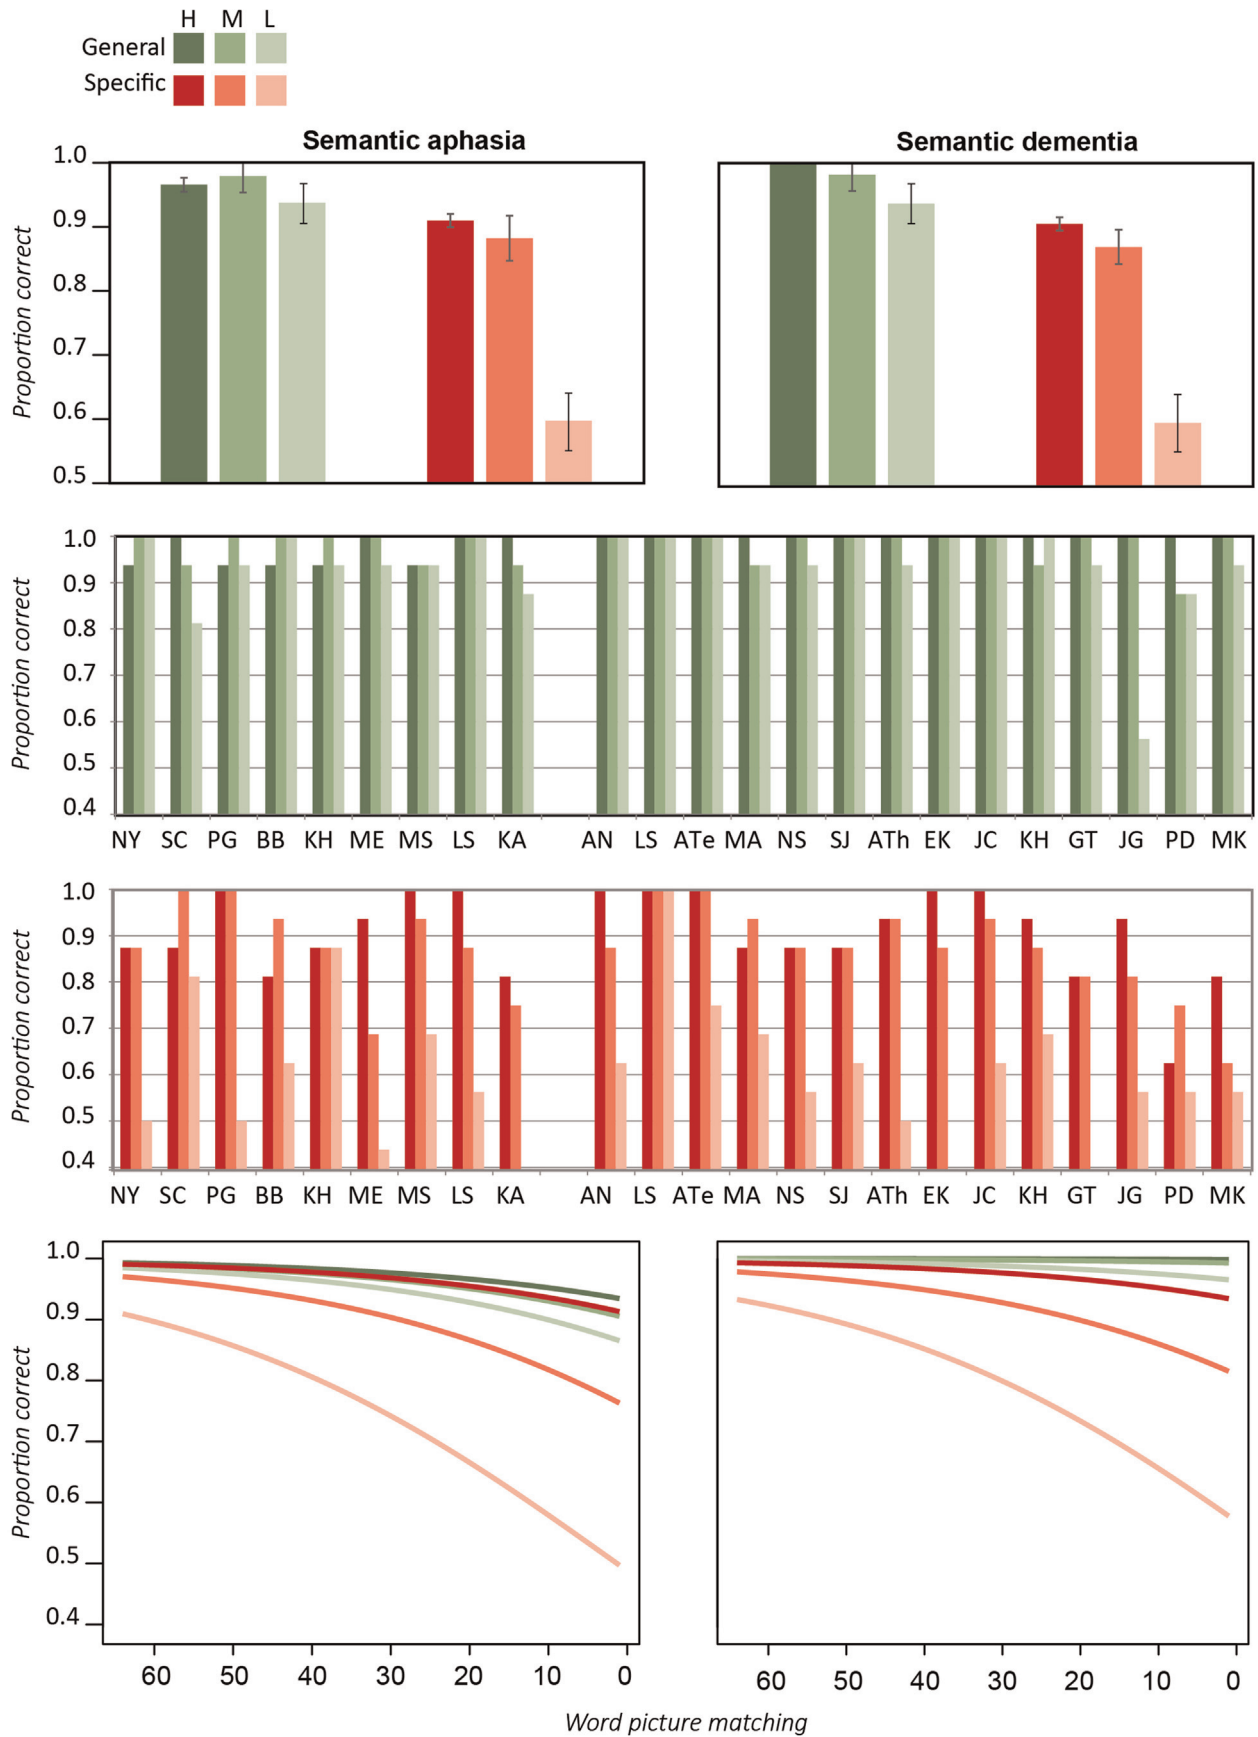 H M L
General
Specific
Semantic aphasia
Semantic dementia
Proportion correct
1.0
0.9
0.8
0.7
0.6
0.5
Proportion correct
1.0
0.9
0.8
0.7
0.6
0.5
0.4
NY SC PG BB KH ME MS LS KA AN LS ATe MA NS SJ ATh EK JC KH GT JG PD MK
Proportion correct
1.0
0.9
0.8
0.7
0.6
0.5
0.4
NY SC PG BB KH ME MS LS KA AN LS ATe MA NS SJ ATh EK JC KH GT JG PD MK
Proportion correct
1.0
0.9
0.8
0.7
0.6
0.5
0.4
60 50 40 30 20 10 0 60 50 40 30 20 10 0
Word picture matching